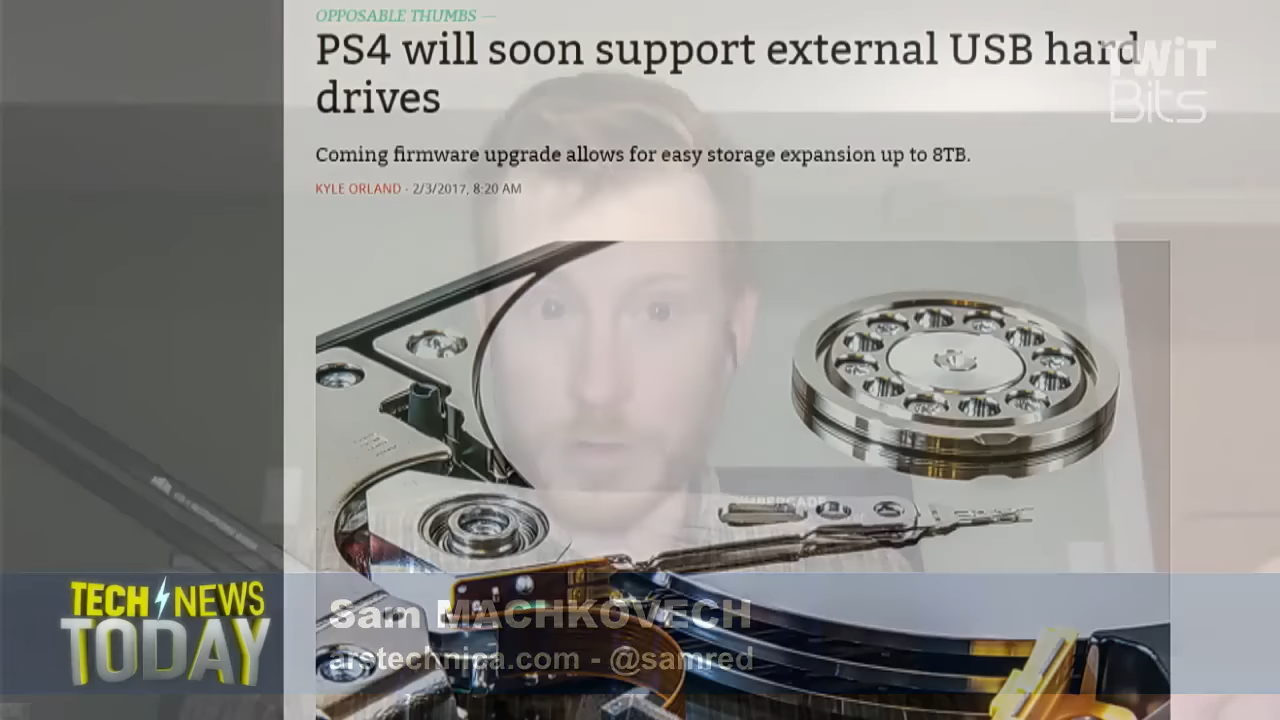 OPPOSABLE THUMBS —
PS4 will soon support external USB hard
drives
TWiT
Bits
Coming firmware upgrade allows for easy storage expansion up to 8TB.
KYLE ORLAND - 2/3/2017, 8:20 AM
TECH NEWS
TODAY
Sam MACHKOVECH
arstechnica.com - @samred